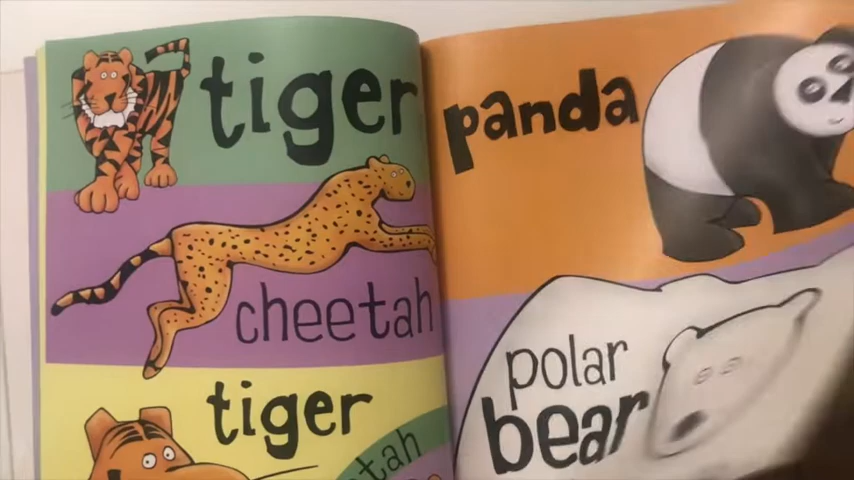 tiger
cheetah
tiger
panda
polar
bear